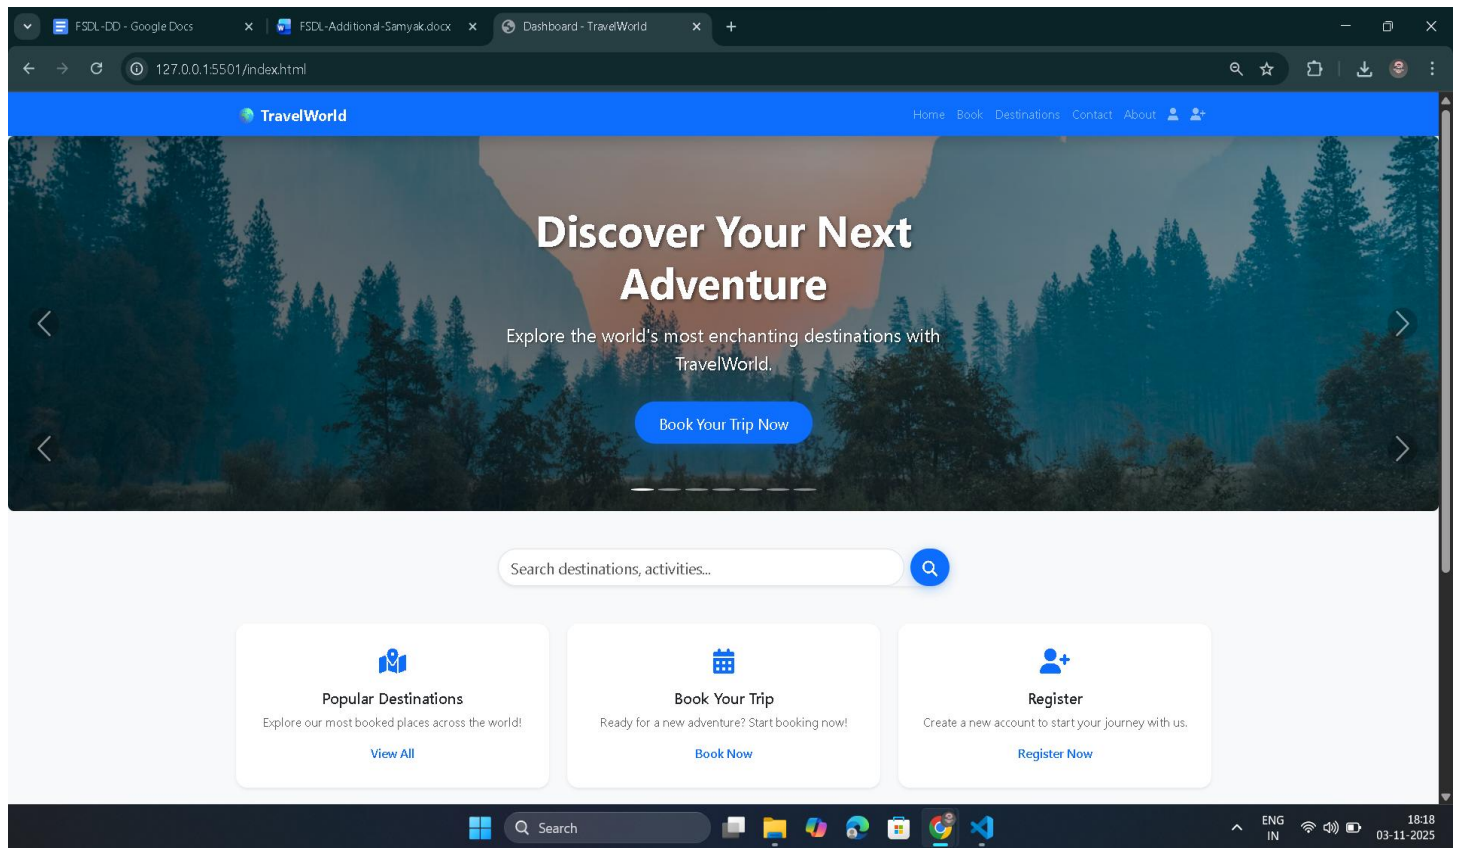 FSDL-DD - Google Docs
FSDL-Additional-Samyak.docx
Dashboard - TravelWorld
127.0.0.1:5501/index.html
TravelWorld
Home Book Destinations Contact About
Discover Your Next
Adventure
Explore the world's most enchanting destinations with
TravelWorld.
Book Your Trip Now
Search destinations, activities...
Popular Destinations
Explore our most booked places across the world!
View All
Book Your Trip
Ready for a new adventure? Start booking now!
Book Now
Register
Create a new account to start your journey with us.
Register Now
Search
ENG
IN
18:18
03-11-2025